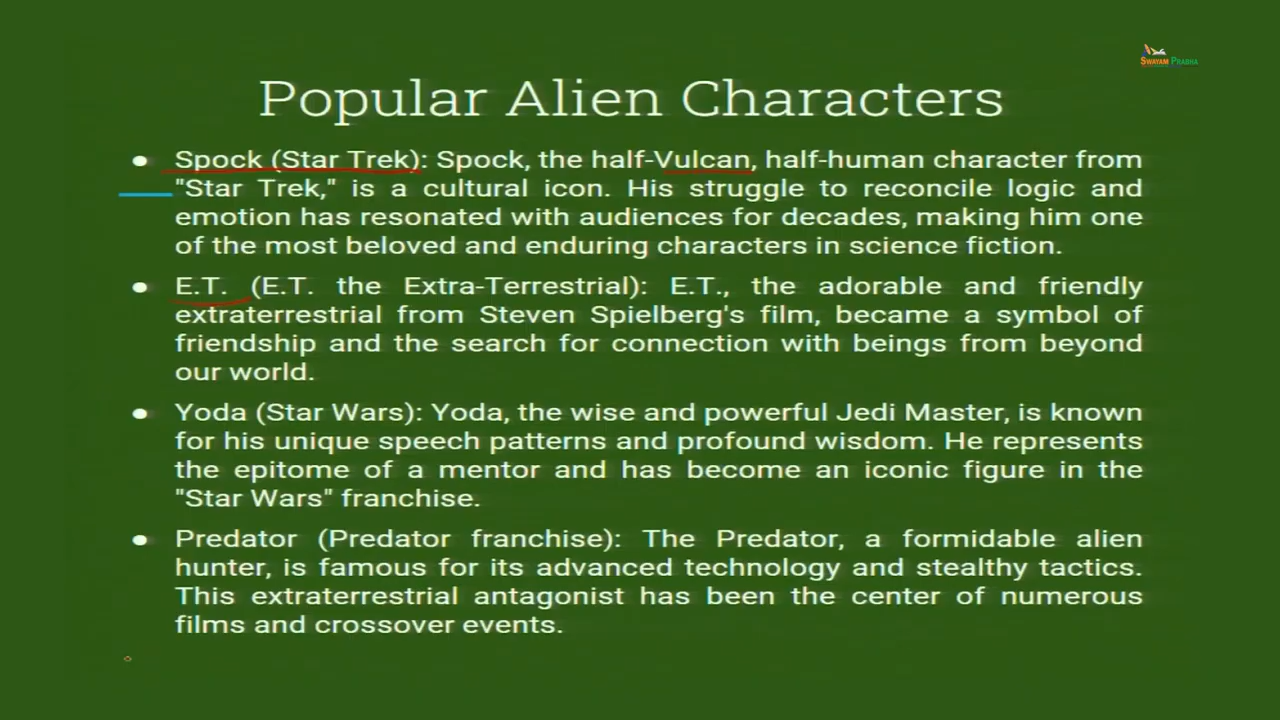 SWAYAM PRABHA
Popular Alien Characters
● Spock (Star Trek): Spock, the half-Vulcan, half-human character from
"Star Trek," is a cultural icon. His struggle to reconcile logic and
emotion has resonated with audiences for decades, making him one
of the most beloved and enduring characters in science fiction.
● E.T. (E.T. the Extra-Terrestrial): E.T., the adorable and friendly
extraterrestrial from Steven Spielberg's film, became a symbol of
friendship and the search for connection with beings from beyond
our world.
● Yoda (Star Wars): Yoda, the wise and powerful Jedi Master, is known
for his unique speech patterns and profound wisdom. He represents
the epitome of a mentor and has become an iconic figure in the
"Star Wars" franchise.
● Predator (Predator franchise): The Predator, a formidable alien
hunter, is famous for its advanced technology and stealthy tactics.
This extraterrestrial antagonist has been the center of numerous
films and crossover events.